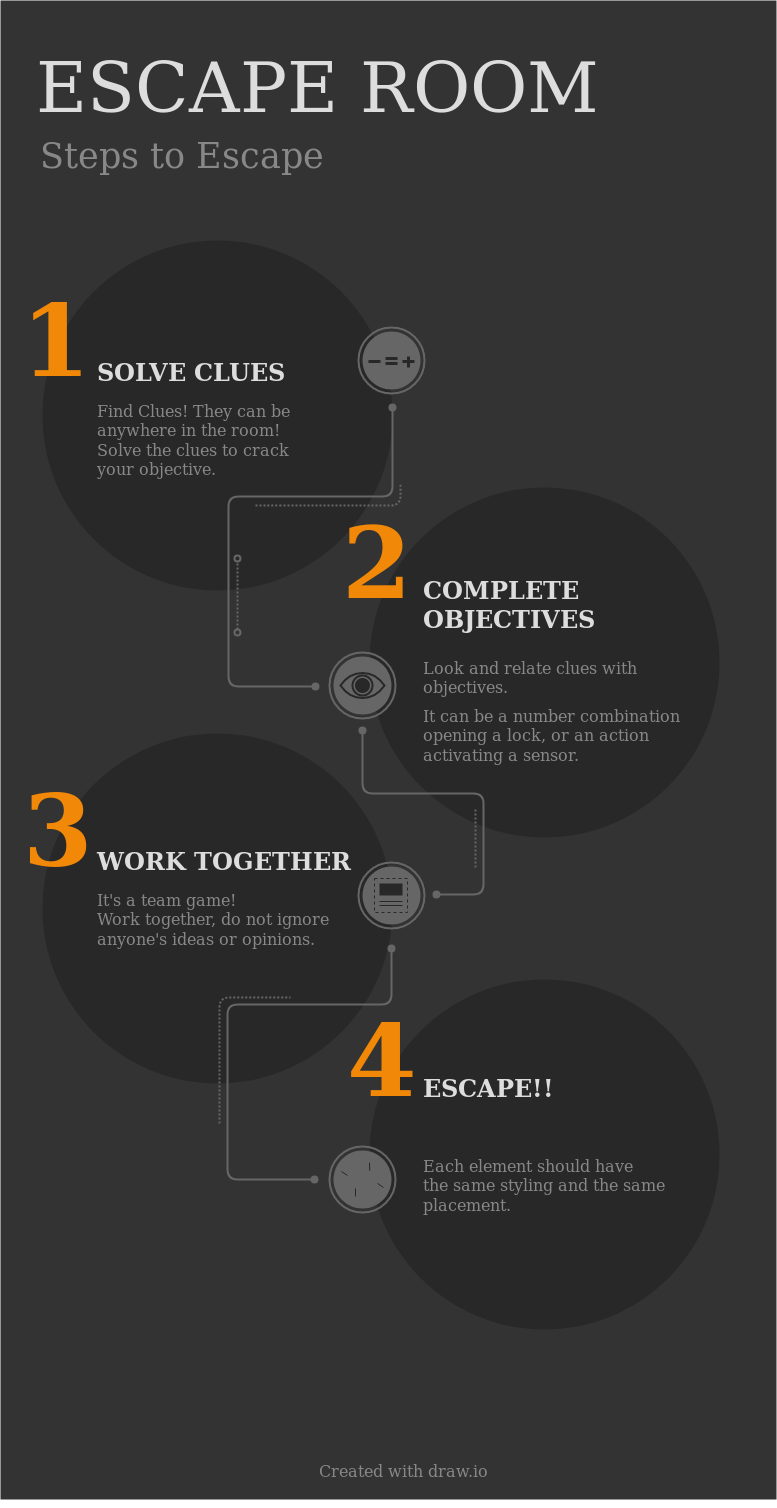 ESCAPE ROOM
Steps to Escape
1
SOLVE CLUES
Find Clues! They can be
anywhere in the room!
Solve the clues to crack
your objective.
2
COMPLETE
OBJECTIVES
Look and relate clues with
objectives.
It can be a number combination
opening a lock, or an action
activating a sensor.
3
WORK TOGETHER
It's a team game!
Work together, do not ignore
anyone's ideas or opinions.
4
ESCAPE!!
Each element should have
the same styling and the same
placement.
Created with draw.io